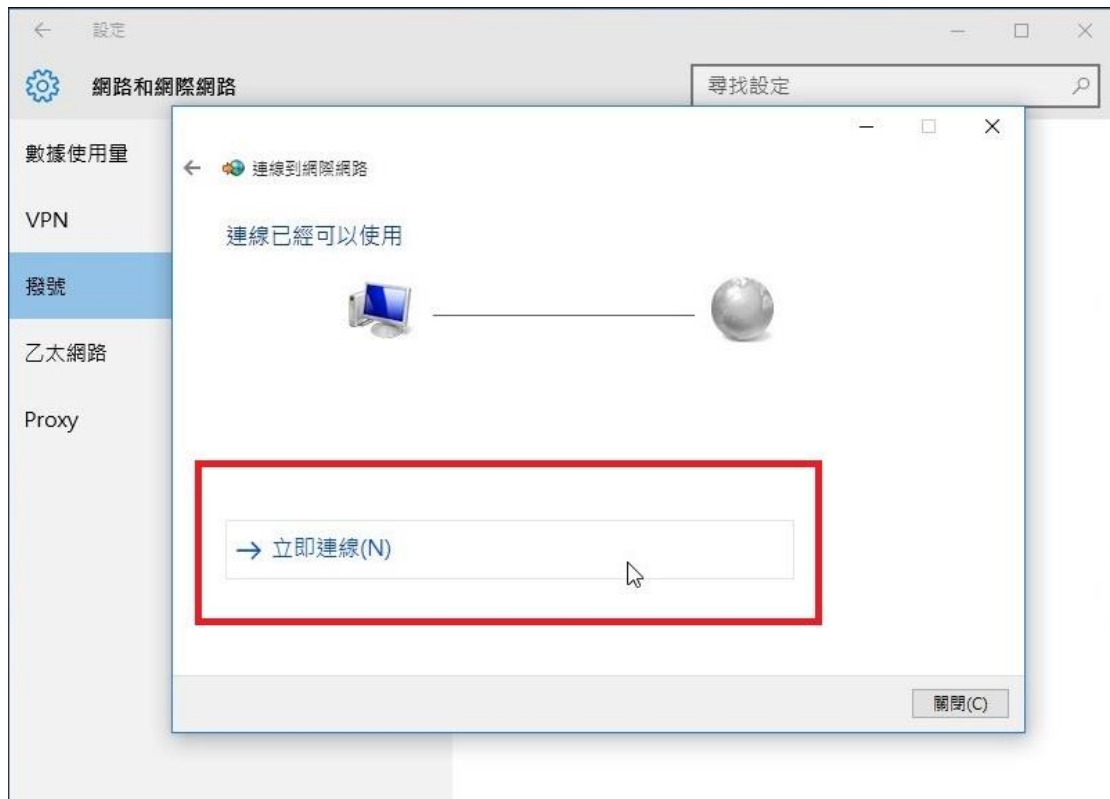 設定
網路和網際網路
尋找設定
數據使用量
VPN
撥號
乙太網路
Proxy
連線到網際網路
連線已經可以使用
立即連線(N)
關閉(C)